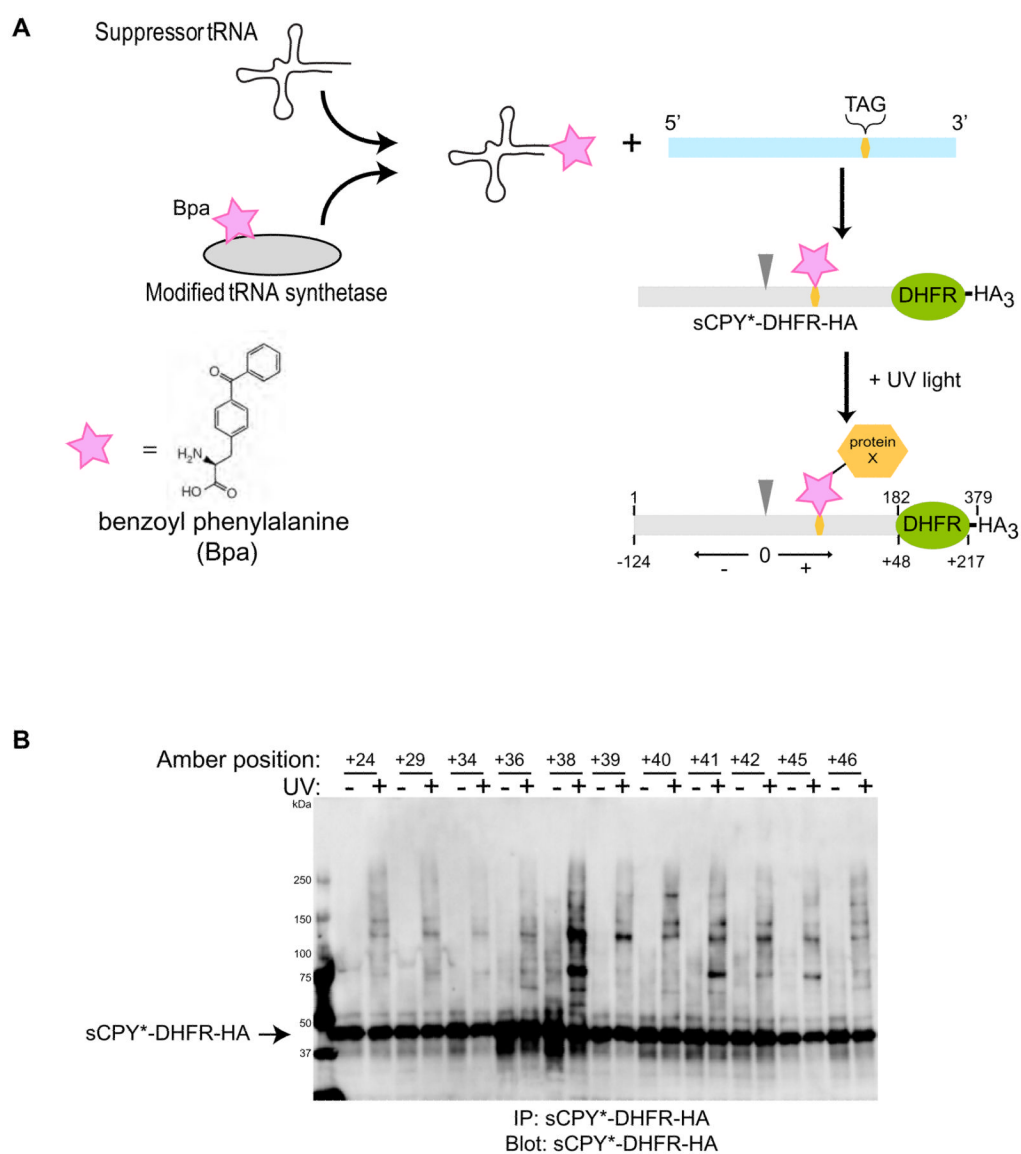 A
Suppressor tRNA
Bpa
Modified tRNA synthetase
=
benzoyl phenylalanine
(Bpa)
O
H₂N
HO
O
+
5'
TAG
3'
DHFR
-HA₃
sCPY*-DHFR-HA
+ UV light
protein
X
1
182
379
DHFR
-HA₃
-124
-
0
+
+48
+217
B
Amber position: +24 +29 +34 +36 +38 +39 +40 +41 +42 +45 +46
UV: - + - + - + - + - + - + - + - + - + - + - +
kDa
250
150
100
75
50
37
sCPY*-DHFR-HA
IP: sCPY*-DHFR-HA
Blot: sCPY*-DHFR-HA